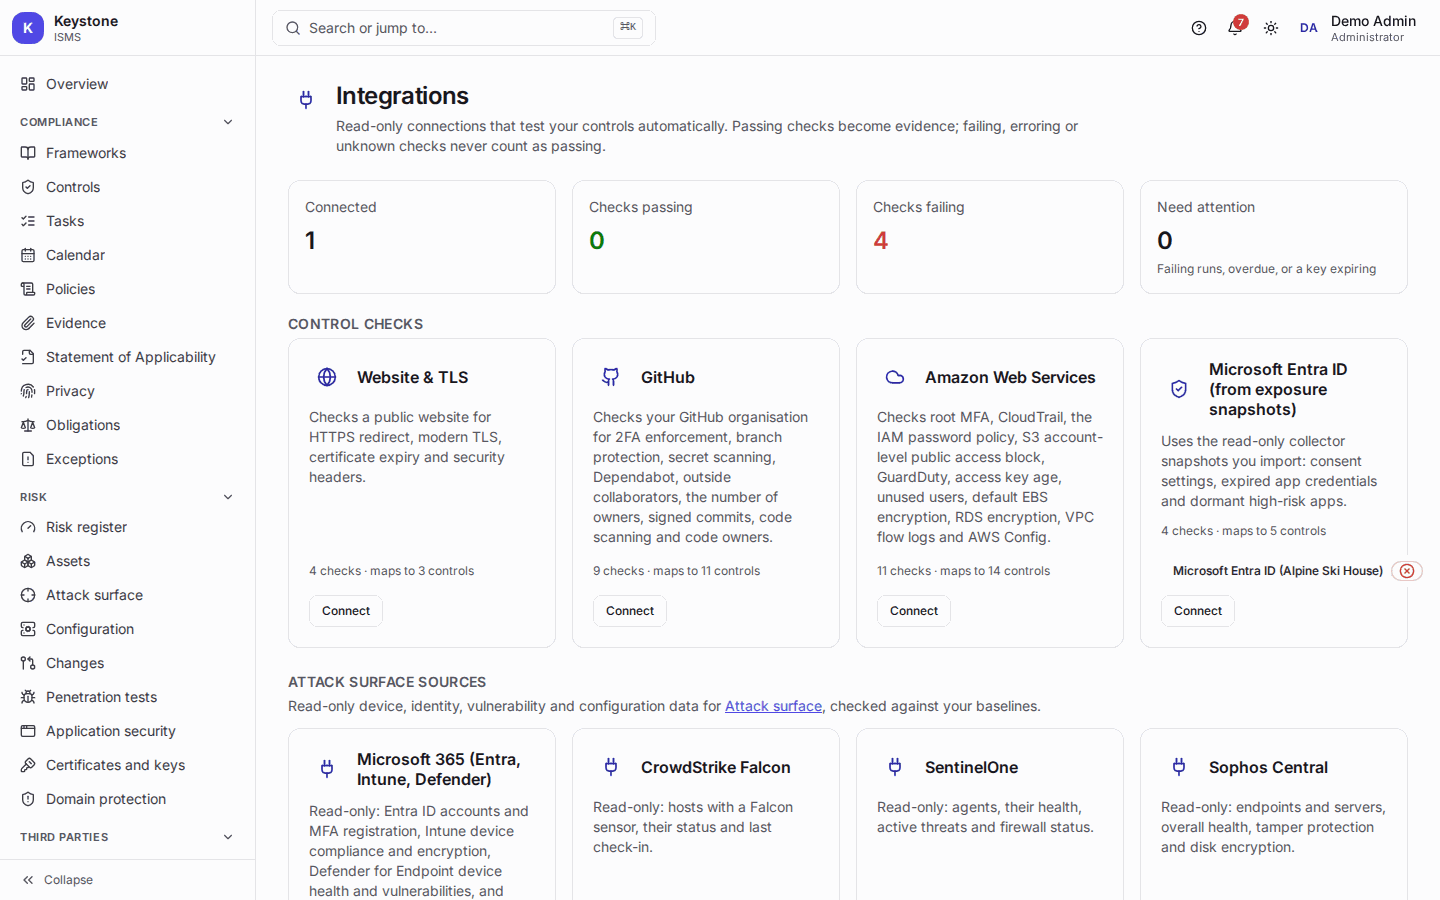 K
Keystone
ISMS
Search or jump to...
⌘K
7
DA
Demo Admin
Administrator
Overview
COMPLIANCE
Frameworks
Controls
Tasks
Calendar
Policies
Evidence
Statement of Applicability
Privacy
Obligations
Exceptions
RISK
Risk register
Assets
Attack surface
Configuration
Changes
Penetration tests
Application security
Certificates and keys
Domain protection
THIRD PARTIES
Collapse
Integrations
Read-only connections that test your controls automatically. Passing checks become evidence; failing, erroring or
unknown checks never count as passing.
Connected
1
Checks passing
0
Checks failing
4
Need attention
0
Failing runs, overdue, or a key expiring
CONTROL CHECKS
Website & TLS
Checks a public website for
HTTPS redirect, modern TLS,
certificate expiry and security
headers.
4 checks · maps to 3 controls
Connect
GitHub
Checks your GitHub organisation
for 2FA enforcement, branch
protection, secret scanning,
Dependabot, outside
collaborators, the number of
owners, signed commits, code
scanning and code owners.
9 checks · maps to 11 controls
Connect
Amazon Web Services
Checks root MFA, CloudTrail, the
IAM password policy, S3 account-
level public access block,
GuardDuty, access key age,
unused users, default EBS
encryption, RDS encryption, VPC
flow logs and AWS Config.
11 checks · maps to 14 controls
Connect
Microsoft Entra ID
(from exposure
snapshots)
Uses the read-only collector
snapshots you import: consent
settings, expired app credentials
and dormant high-risk apps.
4 checks · maps to 5 controls
Microsoft Entra ID (Alpine Ski House)
Connect
ATTACK SURFACE SOURCES
Read-only device, identity, vulnerability and configuration data for Attack surface, checked against your baselines.
Microsoft 365 (Entra,
Intune, Defender)
Read-only: Entra ID accounts and
MFA registration, Intune device
compliance and encryption,
Defender for Endpoint device
health and vulnerabilities, and
CrowdStrike Falcon
Read-only: hosts with a Falcon
sensor, their status and last
check-in.
SentinelOne
Read-only: agents, their health,
active threats and firewall status.
Sophos Central
Read-only: endpoints and servers,
overall health, tamper protection
and disk encryption.